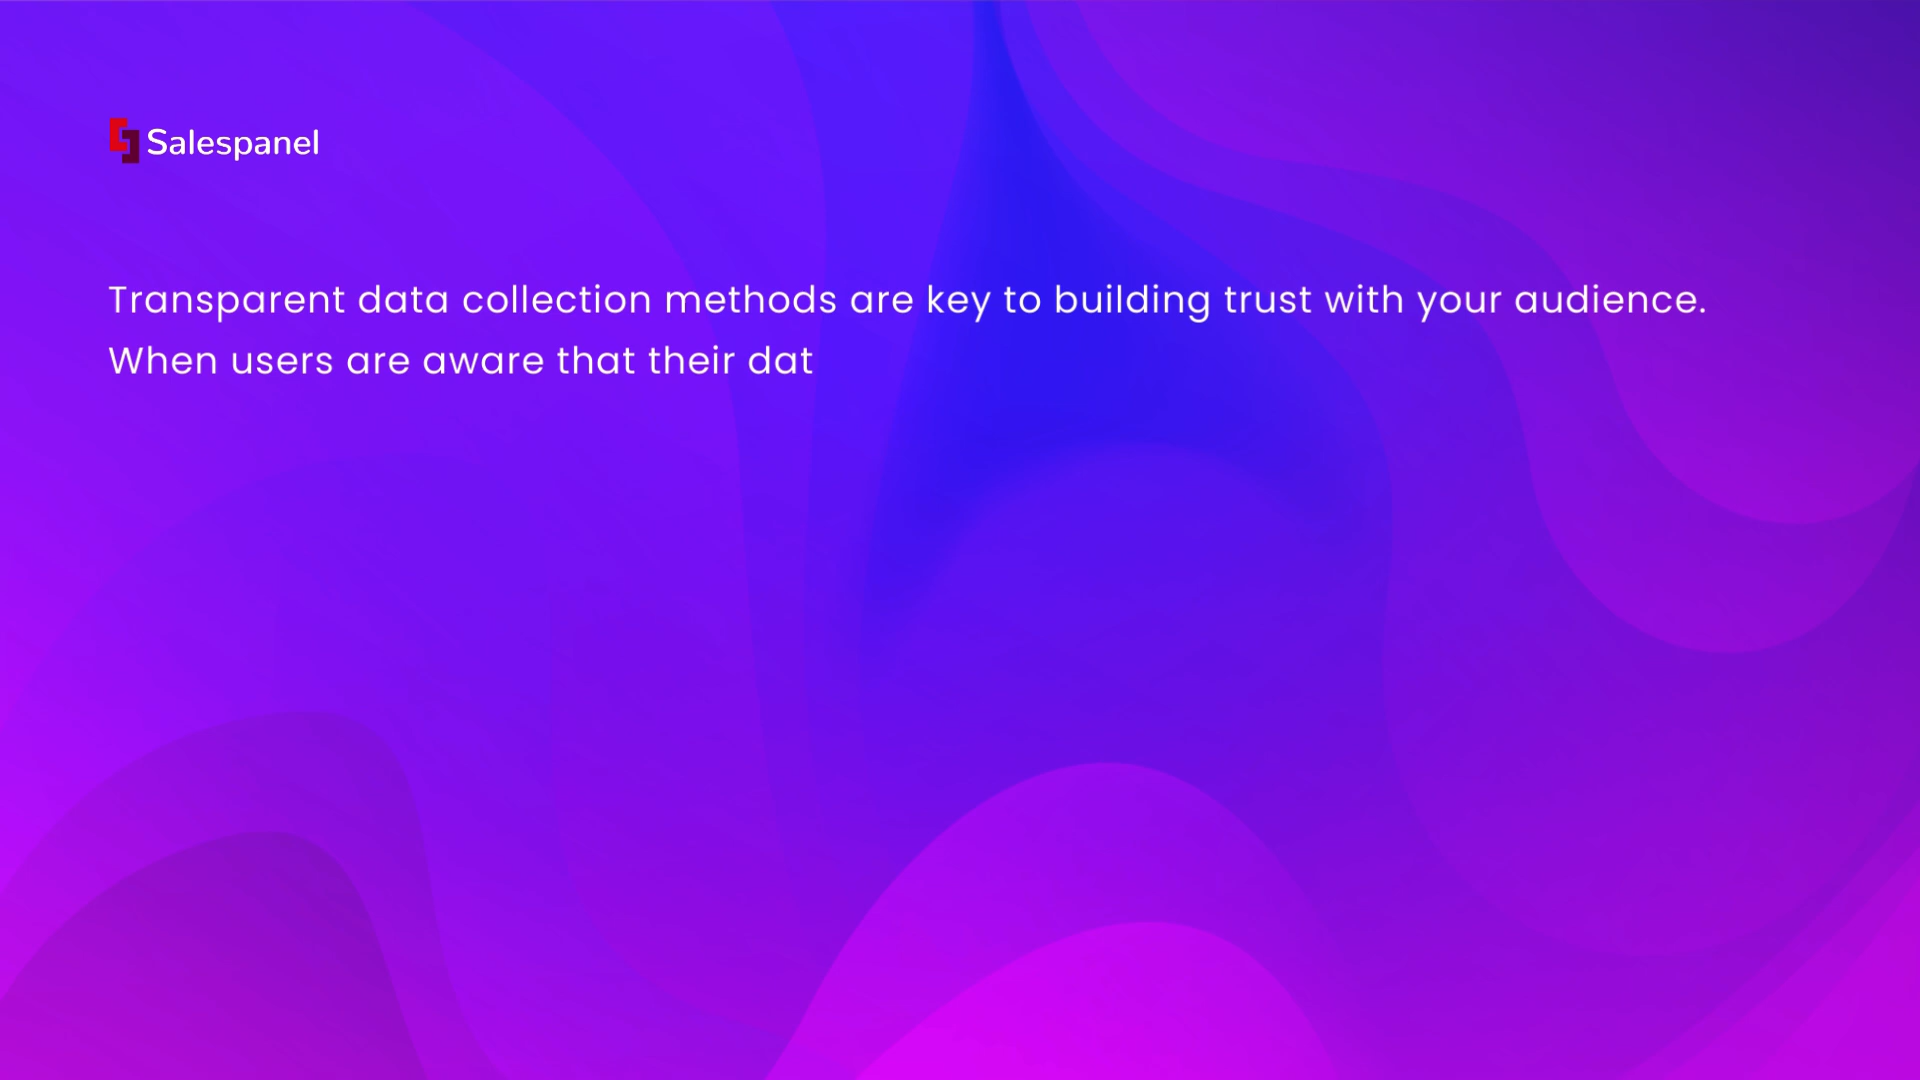 Salespanel
Transparent data collection methods are key to building trust with your audience.
When users are aware that their dat